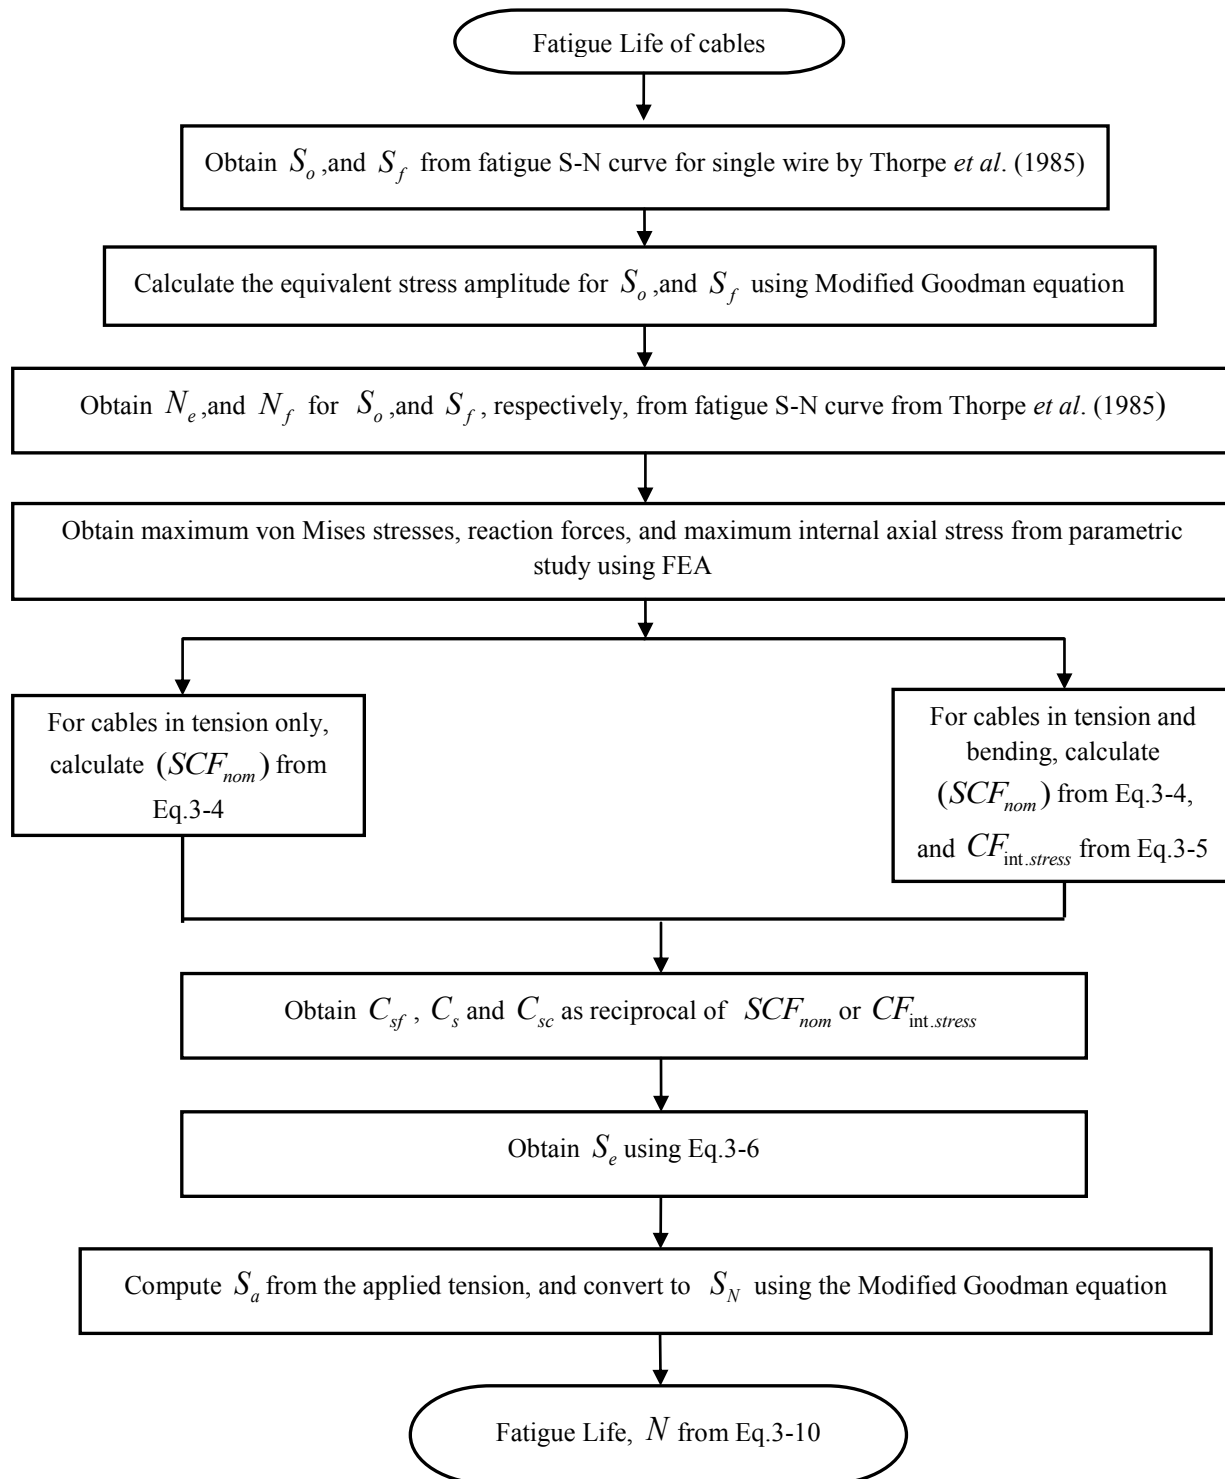 Fatigue Life of cables
Obtain S_o ,and S_f from fatigue S-N curve for single wire by Thorpe et al. (1985)
Calculate the equivalent stress amplitude for S_o ,and S_f using Modified Goodman equation
Obtain N_e ,and N_f for S_o ,and S_f , respectively, from fatigue S-N curve from Thorpe et al. (1985)
Obtain maximum von Mises stresses, reaction forces, and maximum internal axial stress from parametric
study using FEA
For cables in tension only,
calculate (SCF_nom) from
Eq.3-4
For cables in tension and
bending, calculate
(SCF_nom) from Eq.3-4,
and CF_int.stress from Eq.3-5
Obtain C_sf , C_s and C_sc as reciprocal of SCF_nom or CF_int.stress
Obtain S_e using Eq.3-6
Compute S_a from the applied tension, and convert to S_N using the Modified Goodman equation
Fatigue Life, N from Eq.3-10